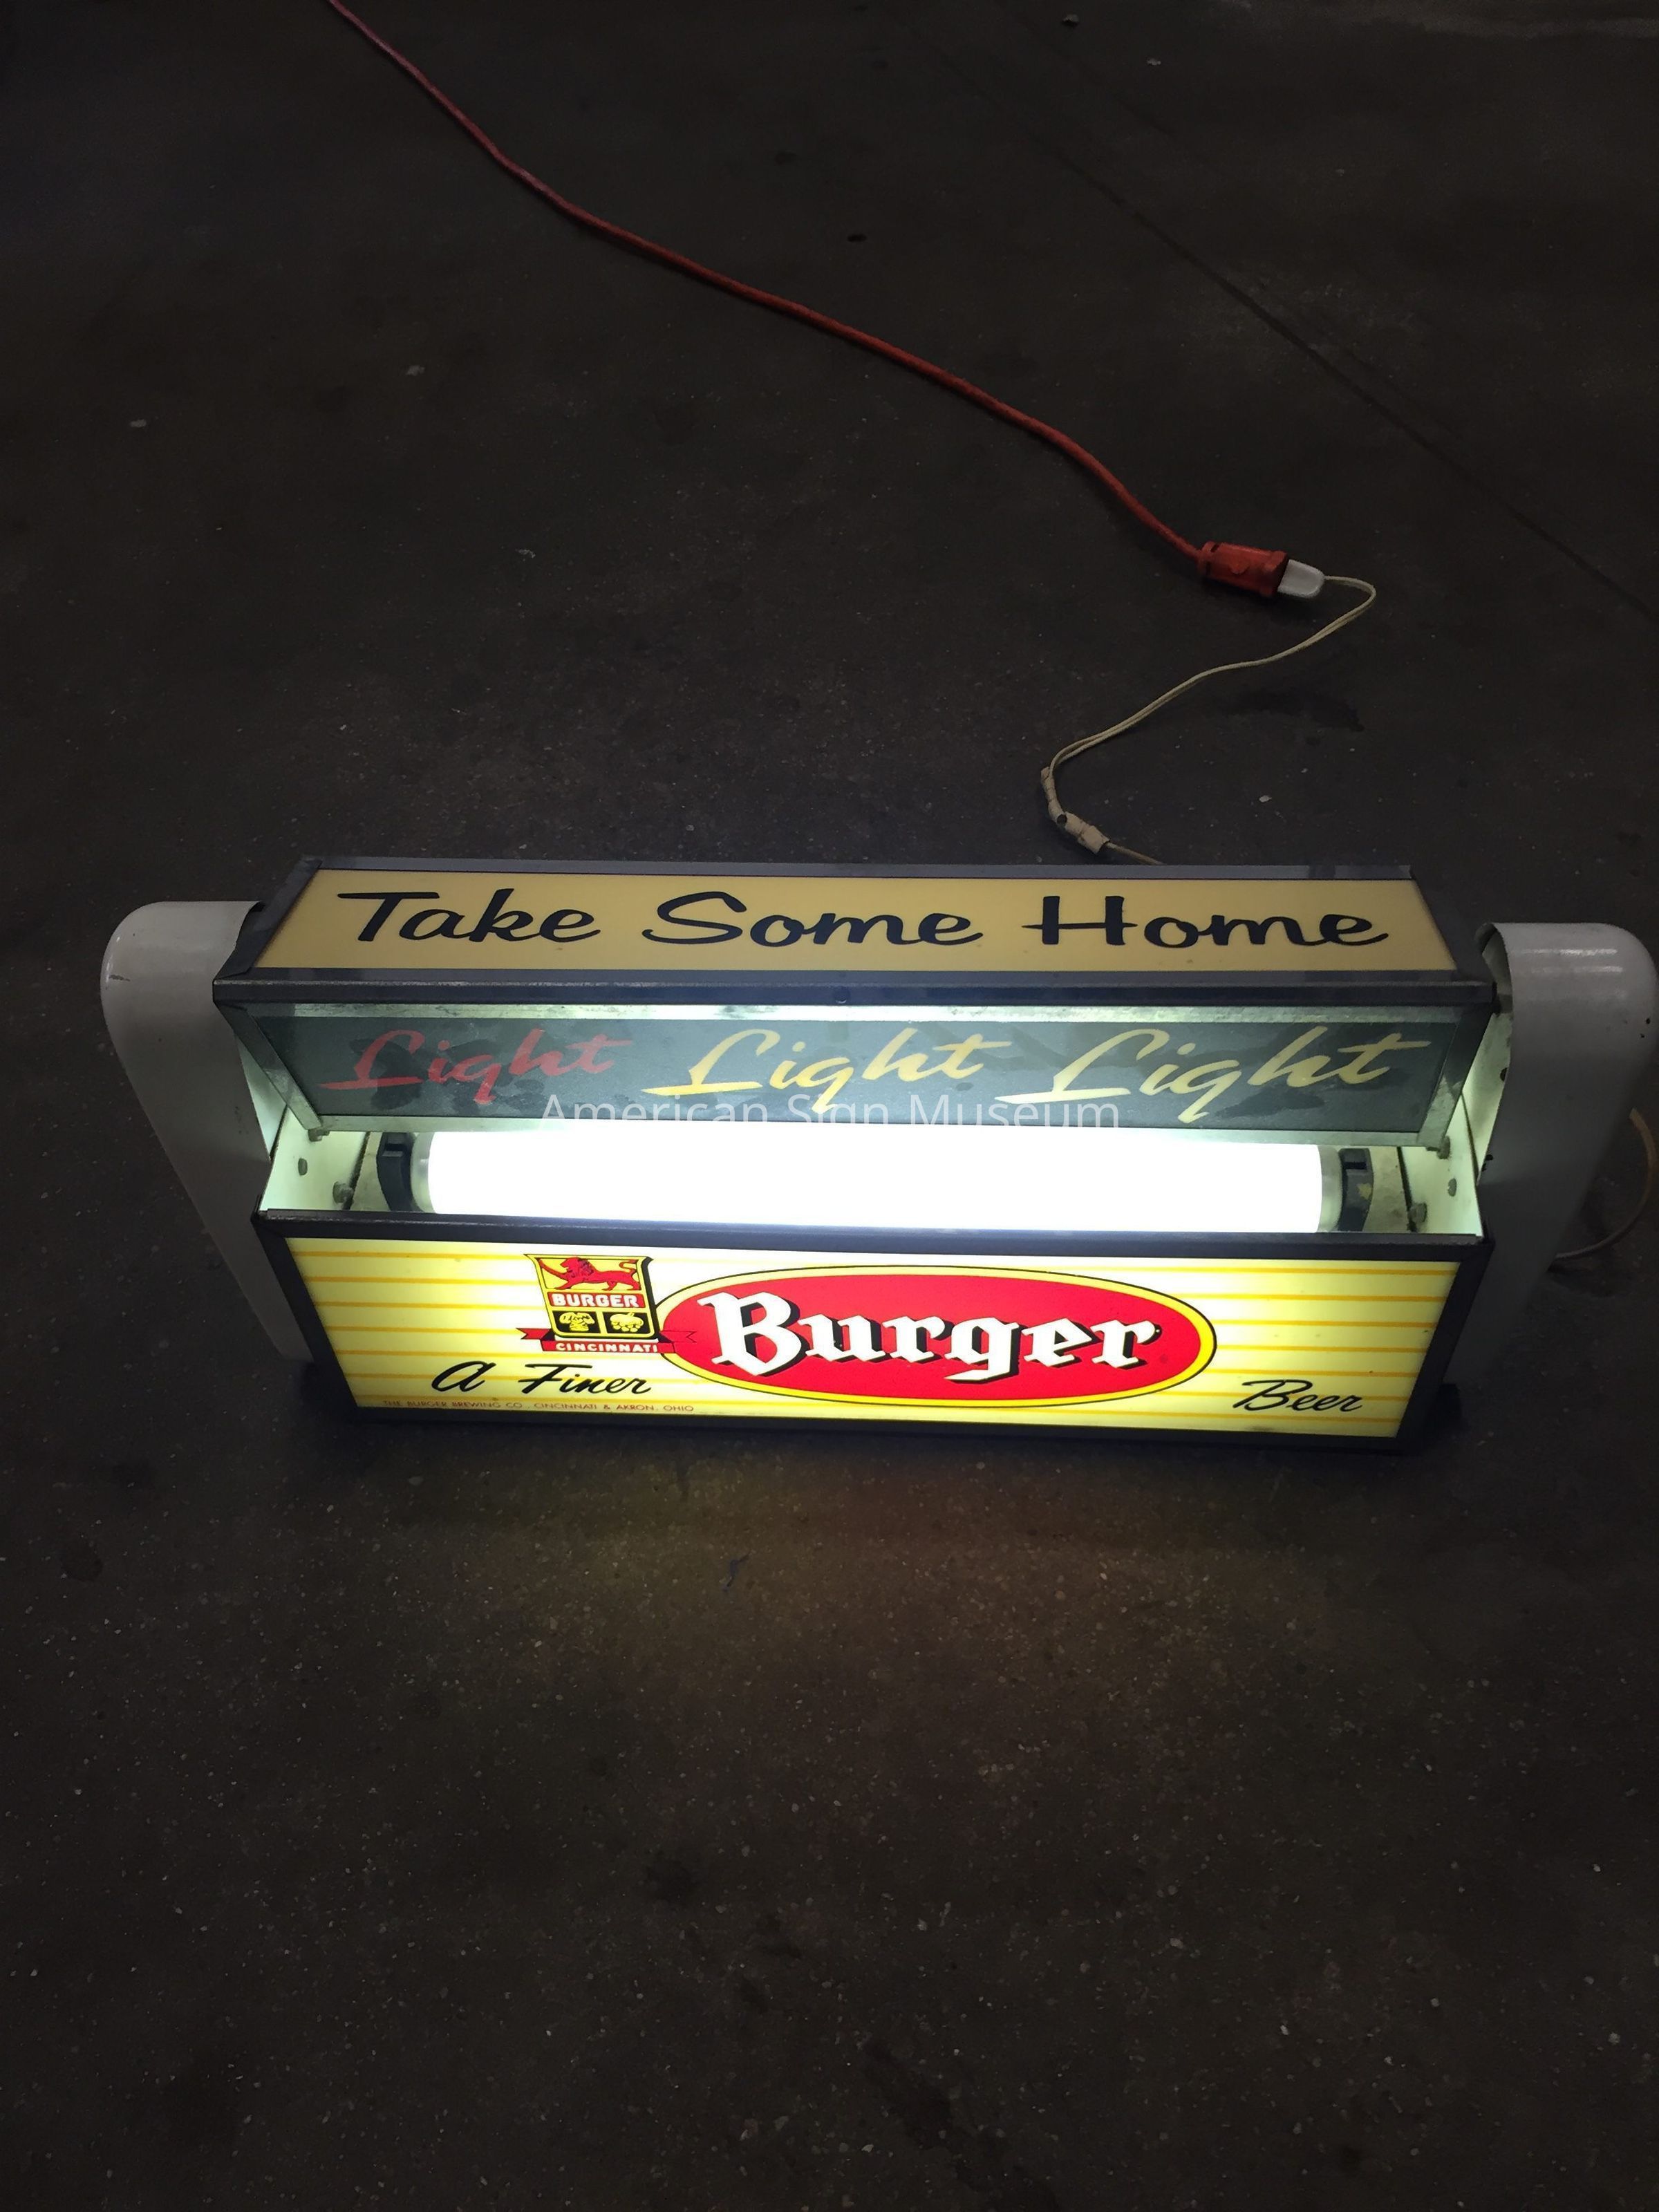 Take Some Home
Light Light Light
American Sign Museum
BURGER
CINCINNATI
Burger
A Finer Beer
THE BURGER BREWING CO., CINCINNATI & AKRON, OHIO